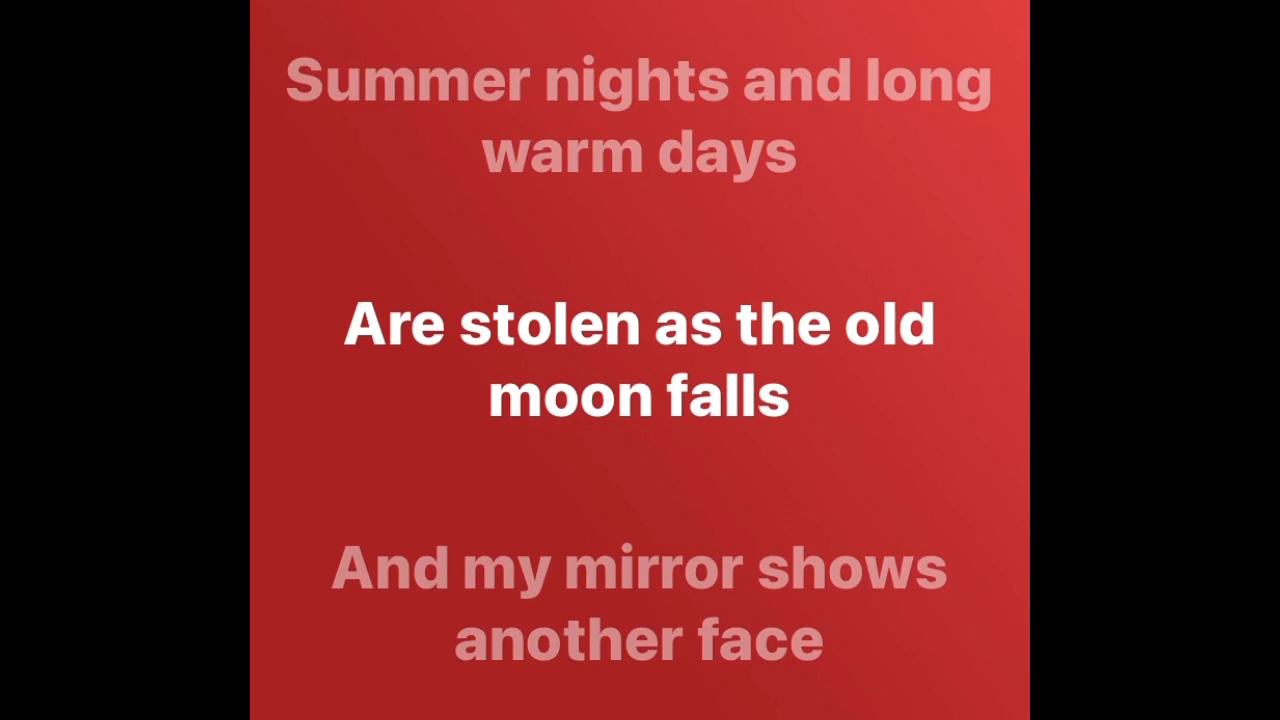 Summer nights and long
warm days
Are stolen as the old
moon falls
And my mirror shows
another face